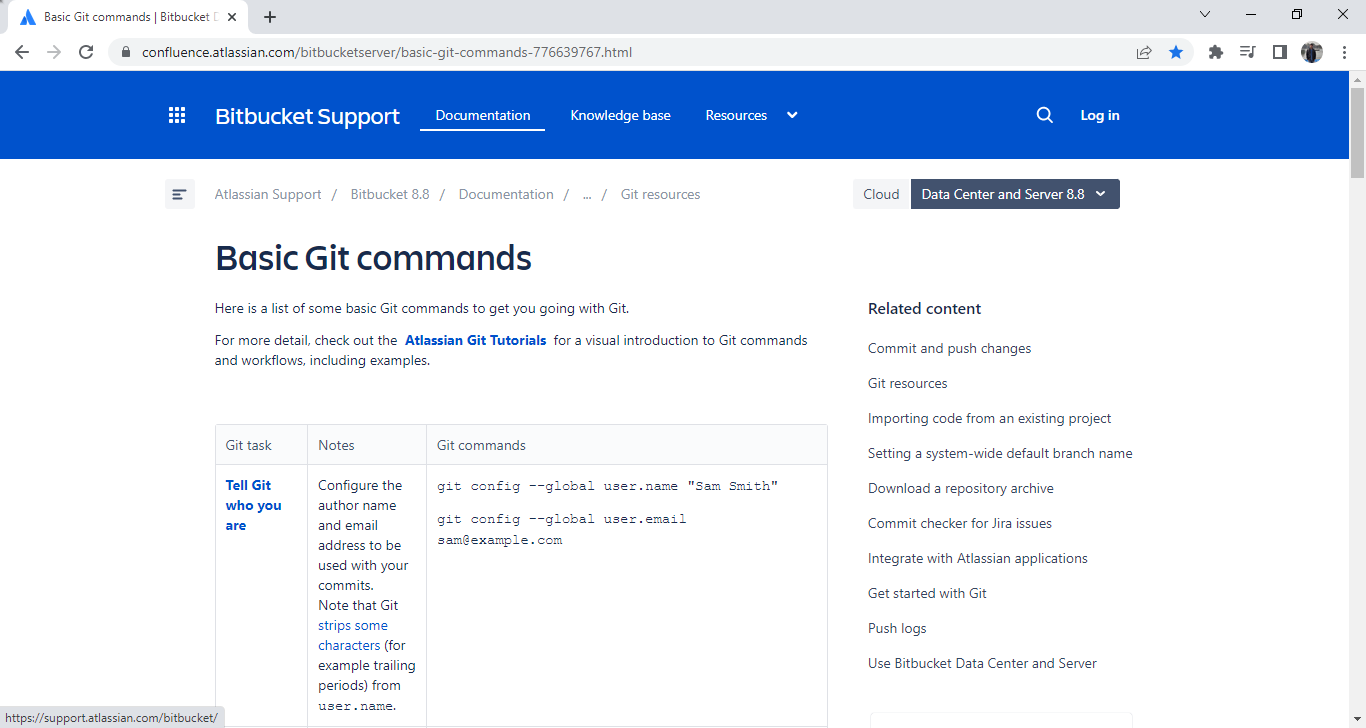 Basic Git commands | Bitbucket D
confluence.atlassian.com/bitbucketserver/basic-git-commands-776639767.html
Bitbucket Support
Documentation
Knowledge base
Resources
Log in
Atlassian Support / Bitbucket 8.8 / Documentation / ... / Git resources
Cloud
Data Center and Server 8.8
Basic Git commands
Here is a list of some basic Git commands to get you going with Git.
For more detail, check out the Atlassian Git Tutorials for a visual introduction to Git commands
and workflows, including examples.
Git task
Notes
Git commands
Tell Git
who you
are
Configure the
author name
and email
address to be
used with your
commits.
Note that Git
strips some
characters (for
example trailing
periods) from
user.name.
git config --global user.name "Sam Smith"
git config --global user.email
sam@example.com
Related content
Commit and push changes
Git resources
Importing code from an existing project
Setting a system-wide default branch name
Download a repository archive
Commit checker for Jira issues
Integrate with Atlassian applications
Get started with Git
Push logs
Use Bitbucket Data Center and Server
https://support.atlassian.com/bitbucket/